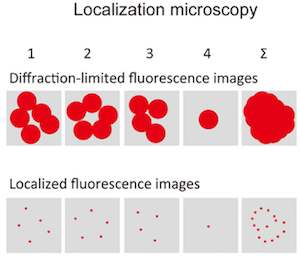 Localization microscopy
1 2 3 4 Σ
Diffraction-limited fluorescence images
Localized fluorescence images